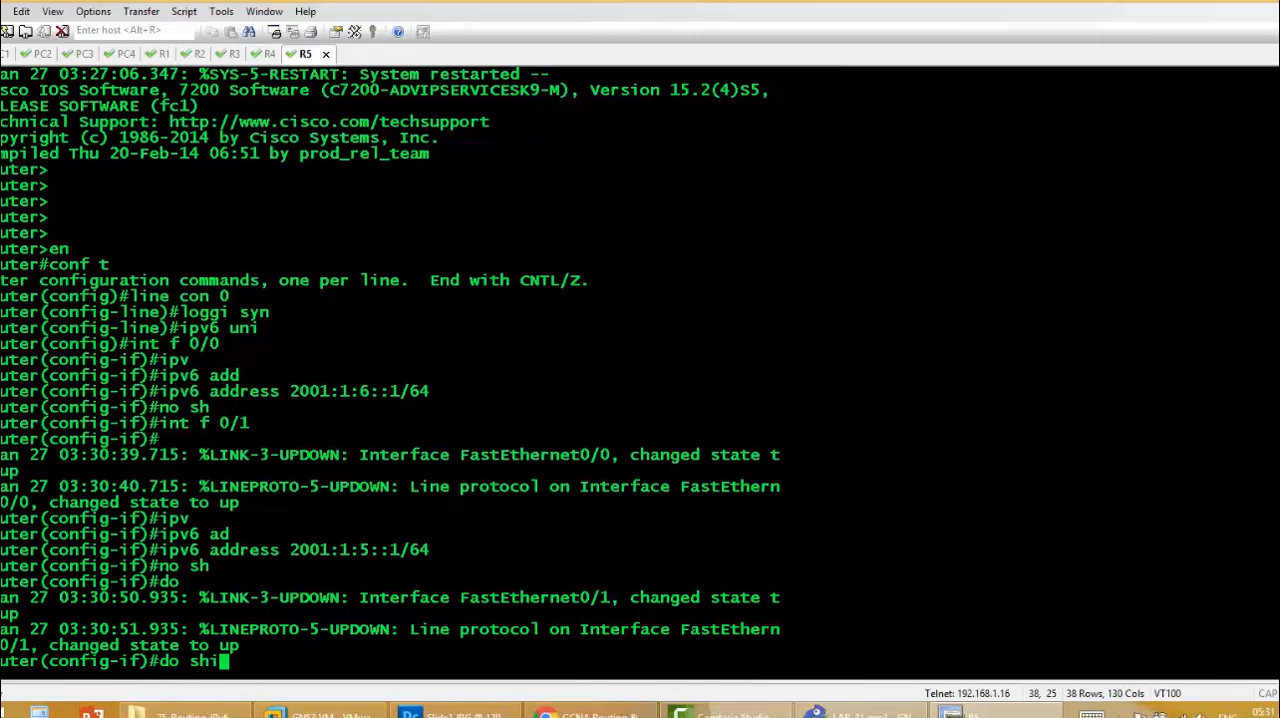 Edit View Options Transfer Script Tools Window Help
Enter host <Alt+R>
C1 PC2 PC3 PC4 R1 R2 R3 R4 R5
an 27 03:27:06.347: %SYS-5-RESTART: System restarted --
sco IOS Software, 7200 Software (C7200-ADVIPSERVICESK9-M), Version 15.2(4)S5,
LEASE SOFTWARE (fc1)
chnical Support: http://www.cisco.com/techsupport
pyright (c) 1986-2014 by Cisco Systems, Inc.
mpiled Thu 20-Feb-14 06:51 by prod_rel_team
uter>
uter>
uter>
uter>
uter>
uter>en
uter#conf t
ter configuration commands, one per line.  End with CNTL/Z.
uter(config)#line con 0
uter(config-line)#loggi syn
uter(config-line)#ipv6 uni
uter(config)#int f 0/0
uter(config-if)#ipv
uter(config-if)#ipv6 add
uter(config-if)#ipv6 address 2001:1:6::1/64
uter(config-if)#no sh
uter(config-if)#int f 0/1
uter(config-if)#
an 27 03:30:39.715: %LINK-3-UPDOWN: Interface FastEthernet0/0, changed state t
up
an 27 03:30:40.715: %LINEPROTO-5-UPDOWN: Line protocol on Interface FastEthern
0/0, changed state to up
uter(config-if)#ipv
uter(config-if)#ipv6 ad
uter(config-if)#ipv6 address 2001:1:5::1/64
uter(config-if)#no sh
uter(config-if)#do
an 27 03:30:50.935: %LINK-3-UPDOWN: Interface FastEthernet0/1, changed state t
up
an 27 03:30:51.935: %LINEPROTO-5-UPDOWN: Line protocol on Interface FastEthern
0/1, changed state to up
uter(config-if)#do shi
Telnet: 192.168.1.16 38, 25 38 Rows, 130 Cols VT100 CAP
05:31